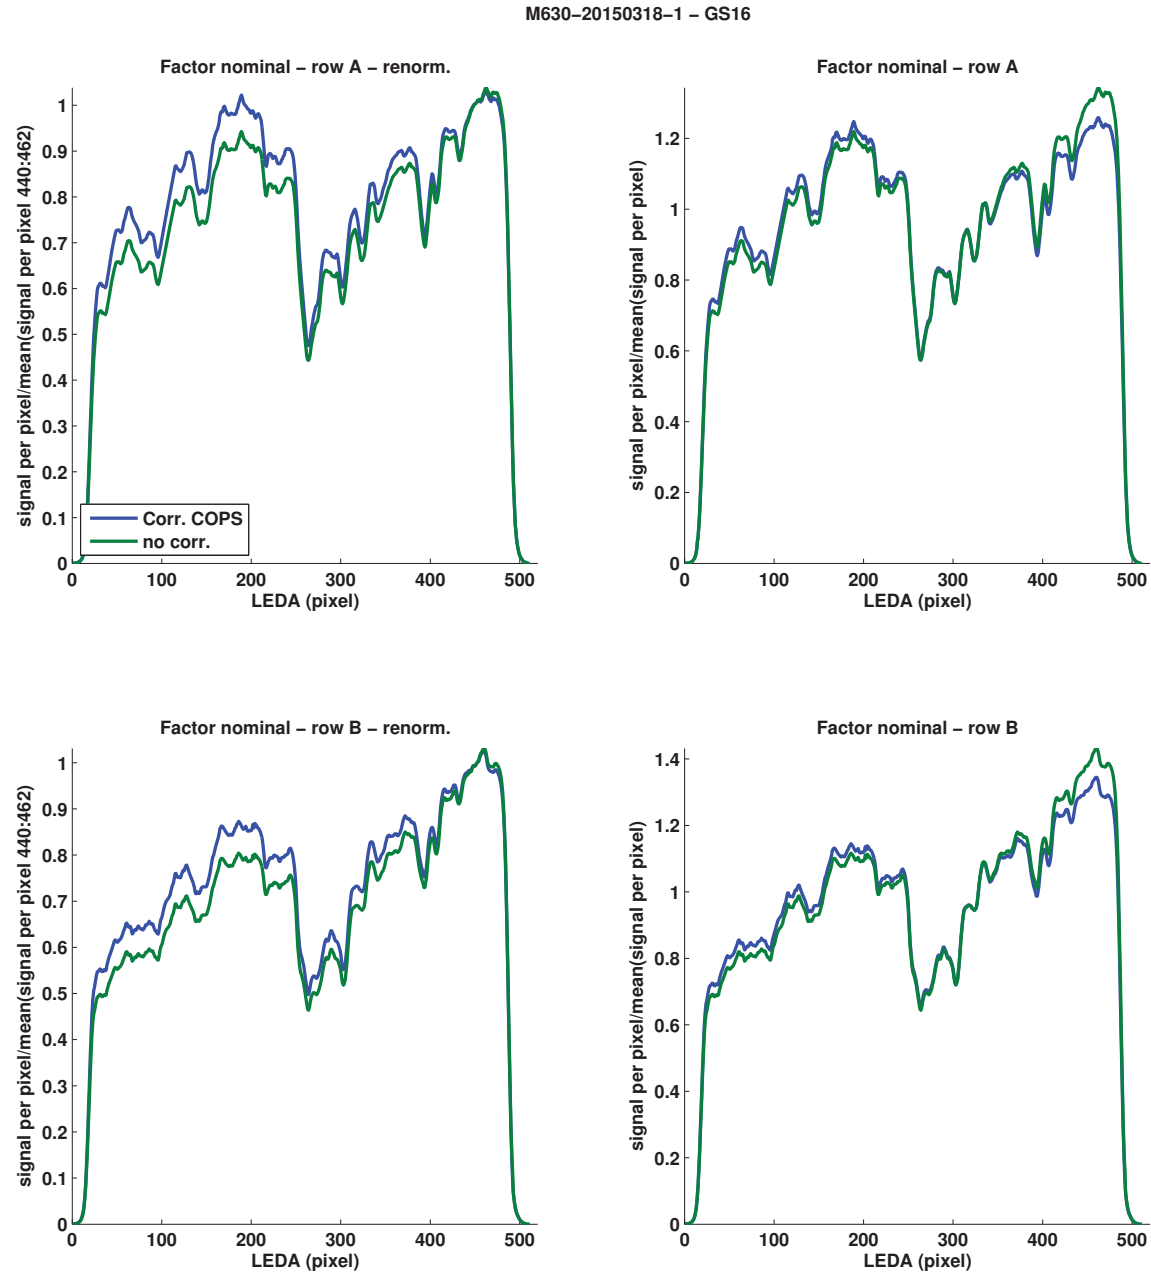 M630−20150318−1 − GS16
Factor nominal − row A − renorm.
signal per pixel/mean(signal per pixel 440:462)
1
0.9
0.8
0.7
0.6
0.5
0.4
0.3
0.2
0.1
0
Corr. COPS
no corr.
0 100 200 300 400 500
LEDA (pixel)
Factor nominal − row A
signal per pixel/mean(signal per pixel)
1.2
1
0.8
0.6
0.4
0.2
0
0 100 200 300 400 500
LEDA (pixel)
Factor nominal − row B − renorm.
signal per pixel/mean(signal per pixel 440:462)
1
0.9
0.8
0.7
0.6
0.5
0.4
0.3
0.2
0.1
0
0 100 200 300 400 500
LEDA (pixel)
Factor nominal − row B
signal per pixel/mean(signal per pixel)
1.4
1.2
1
0.8
0.6
0.4
0.2
0
0 100 200 300 400 500
LEDA (pixel)